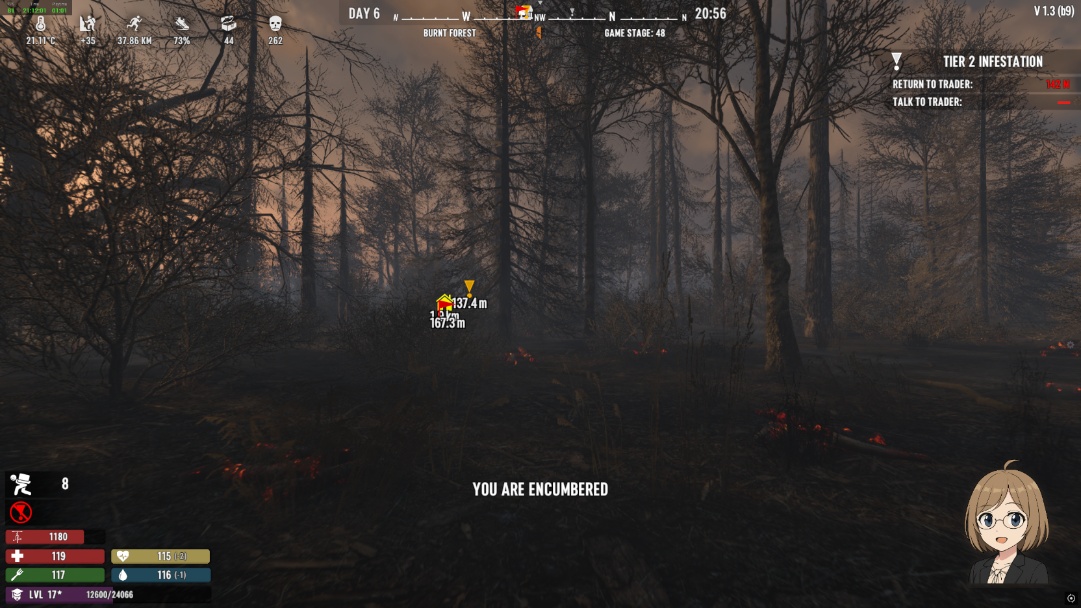 DAY 6
W
NW
N
20:56
V 1.3 (b9)
21.11°C
+35
37.86 KM
73%
44
262
BURNT FOREST
GAME STAGE: 48
TIER 2 INFESTATION
RETURN TO TRADER:
TALK TO TRADER:
137.4 m
167.3 m
YOU ARE ENCUMBERED
8
1180
119
115 (-2)
117
116 (-1)
LVL 17*
12600/24066